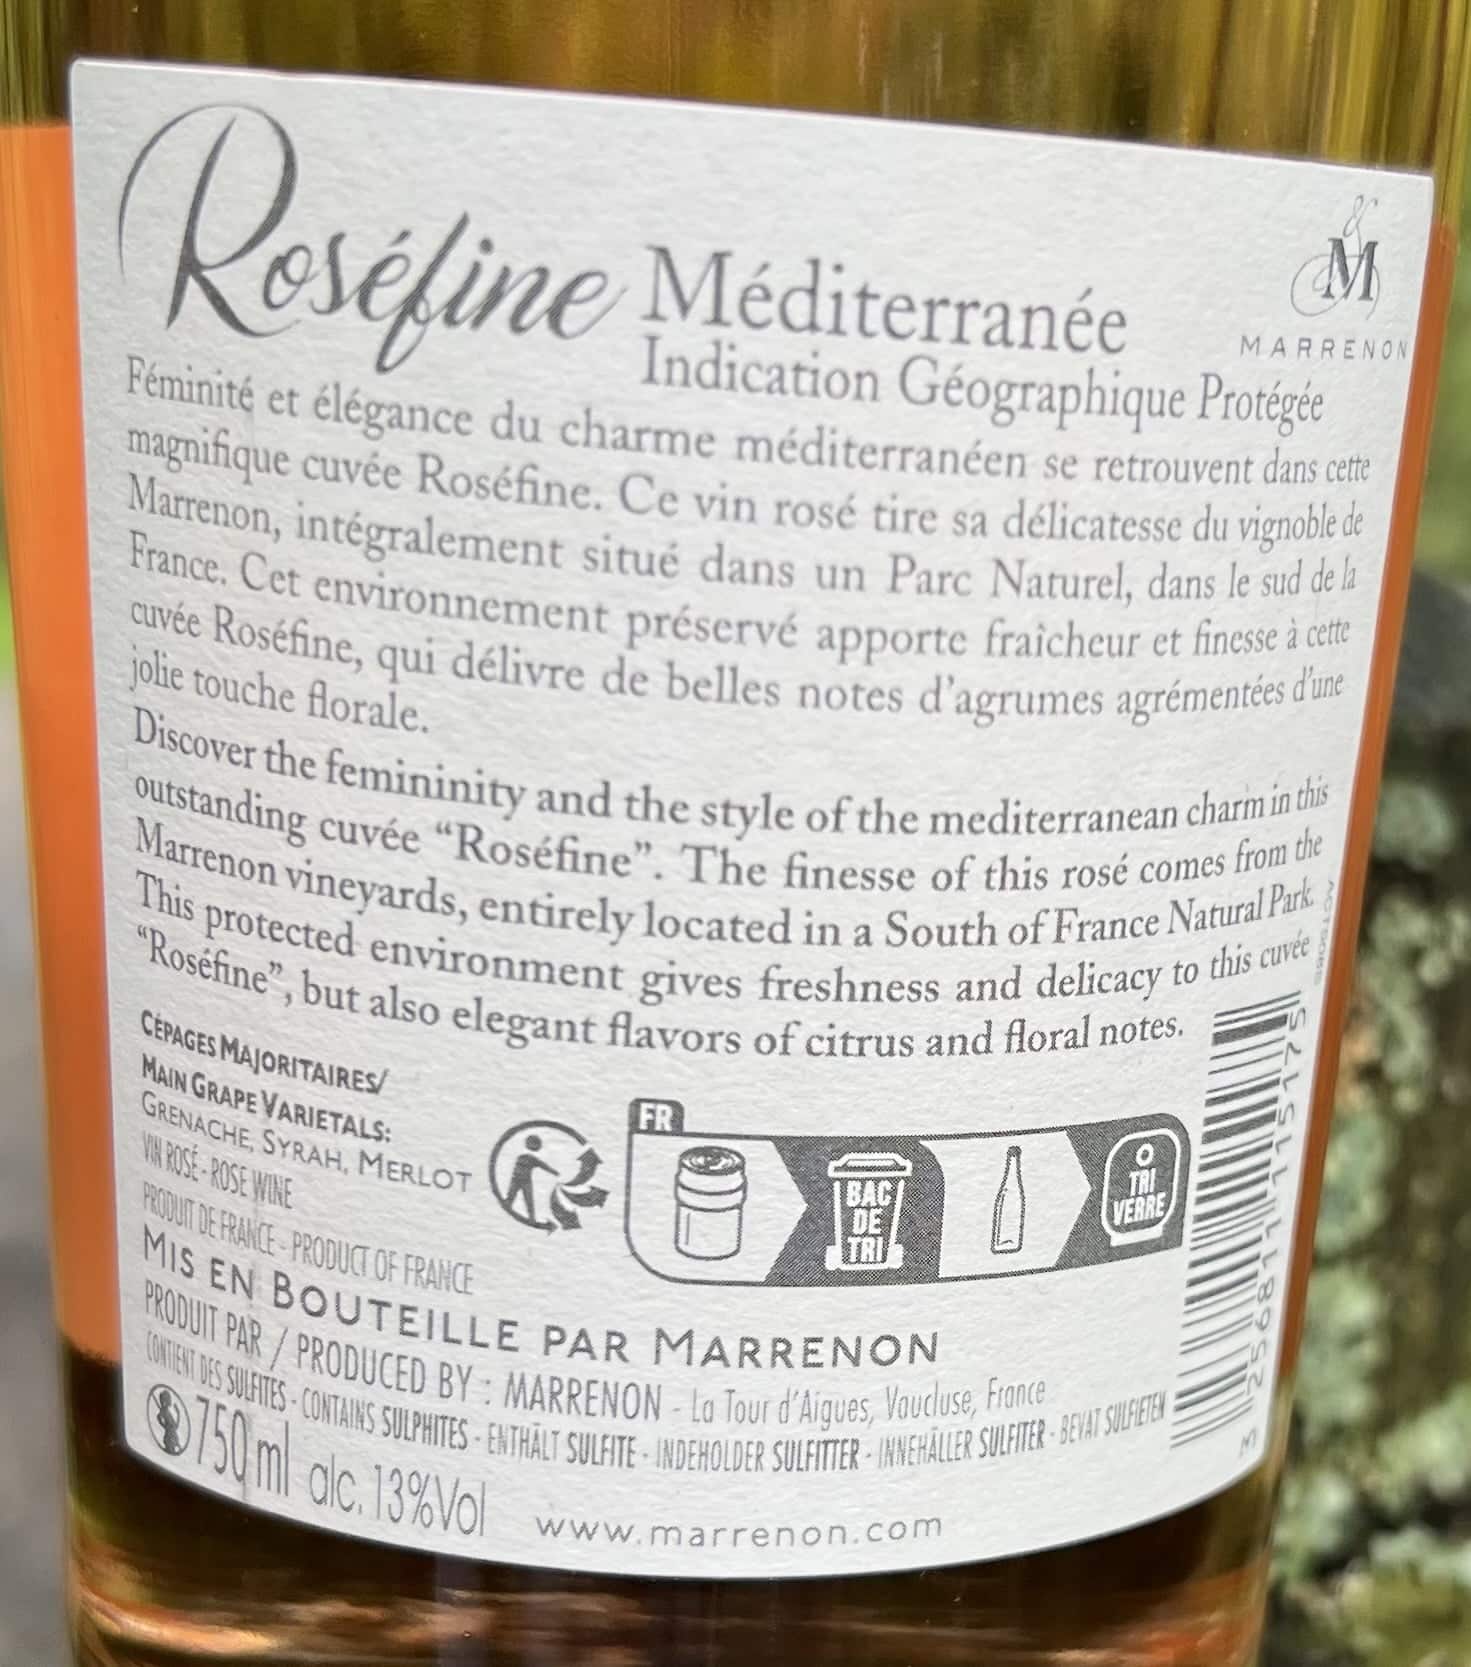 Roséfine Méditerranée
Indication Géographique Protégée
M
MARRENON
Féminité et élégance du charme méditerranéen se retrouvent dans cette
magnifique cuvée Roséfine. Ce vin rosé tire sa délicatesse du vignoble de
Marrenon, intégralement situé dans un Parc Naturel, dans le sud de la
France. Cet environnement préservé apporte fraîcheur et finesse à cette
cuvée Roséfine, qui délivre de belles notes d'agrumes agrémentées d'une
jolie touche florale.
Discover the femininity and the style of the mediterranean charm in this
outstanding cuvée “Roséfine”. The finesse of this rosé comes from the
Marrenon vineyards, entirely located in a South of France Natural Park.
This protected environment gives freshness and delicacy to this cuvée
“Roséfine”, but also elegant flavors of citrus and floral notes.
CÉPAGES MAJORITAIRES/
MAIN GRAPE VARIETALS:
GRENACHE, SYRAH, MERLOT
VIN ROSÉ - ROSE WINE
PRODUIT DE FRANCE - PRODUCT OF FRANCE
FR
BAC
DE
TRI
TRI
VERRE
MIS EN BOUTEILLE PAR MARRENON
PRODUIT PAR / PRODUCED BY : MARRENON - La Tour d'Aigues, Vaucluse, France
CONTIENT DES SULFITES - CONTAINS SULPHITES - ENTHÄLT SULFITE - INDEHOLDER SULFITTER - INNEHÅLLER SULFITER - BEVAT SULFIETEN
750 ml alc. 13%Vol
www.marrenon.com
3 256811 115175